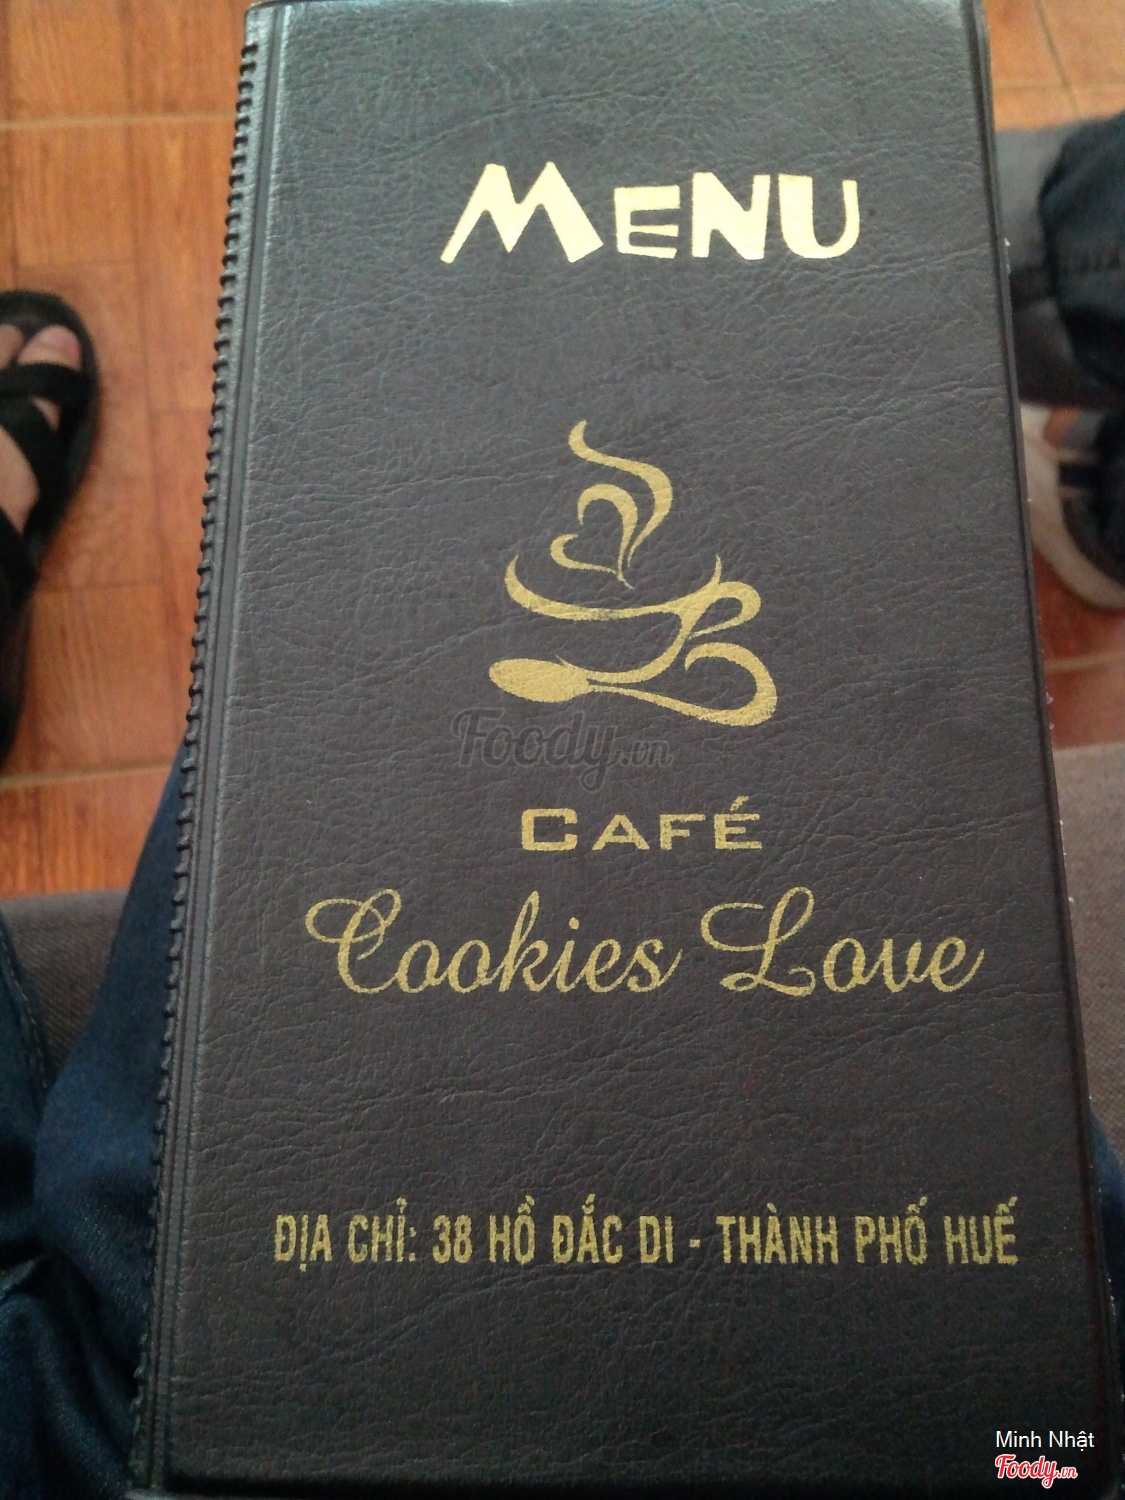 MENU
Foody.vn
CAFÉ
Cookies Love
ĐỊA CHỈ: 38 HỒ ĐẮC DI - THÀNH PHỐ HUẾ
Minh Nhật
Foody.vn